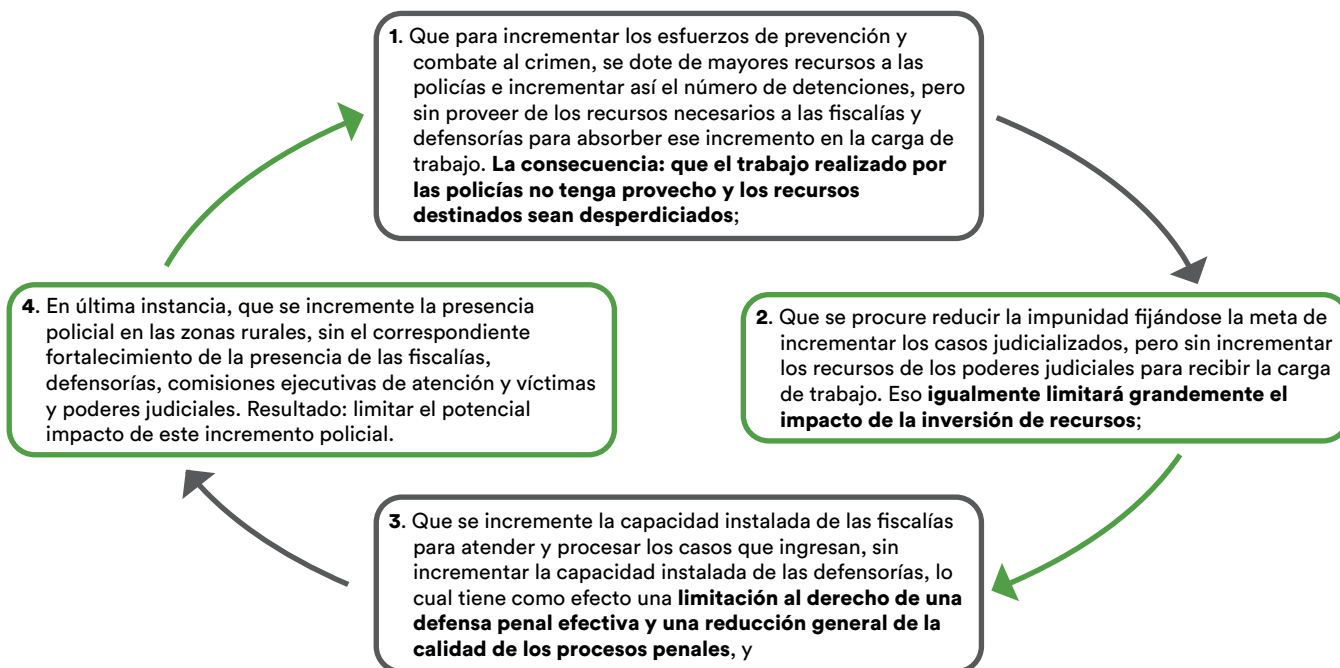 1. Que para incrementar los esfuerzos de prevención y
combate al crimen, se dote de mayores recursos a las
policías e incrementar así el número de detenciones, pero
sin proveer de los recursos necesarios a las fiscalías y
defensorías para absorber ese incremento en la carga de
trabajo. La consecuencia: que el trabajo realizado por
las policías no tenga provecho y los recursos
destinados sean desperdiciados;
2. Que se procure reducir la impunidad fijándose la meta de
incrementar los casos judicializados, pero sin incrementar
los recursos de los poderes judiciales para recibir la carga
de trabajo. Eso igualmente limitará grandemente el
impacto de la inversión de recursos;
3. Que se incremente la capacidad instalada de las fiscalías
para atender y procesar los casos que ingresan, sin
incrementar la capacidad instalada de las defensorías, lo
cual tiene como efecto una limitación al derecho de una
defensa penal efectiva y una reducción general de la
calidad de los procesos penales, y
4. En última instancia, que se incremente la presencia
policial en las zonas rurales, sin el correspondiente
fortalecimiento de la presencia de las fiscalías,
defensorías, comisiones ejecutivas de atención y víctimas
y poderes judiciales. Resultado: limitar el potencial
impacto de este incremento policial.